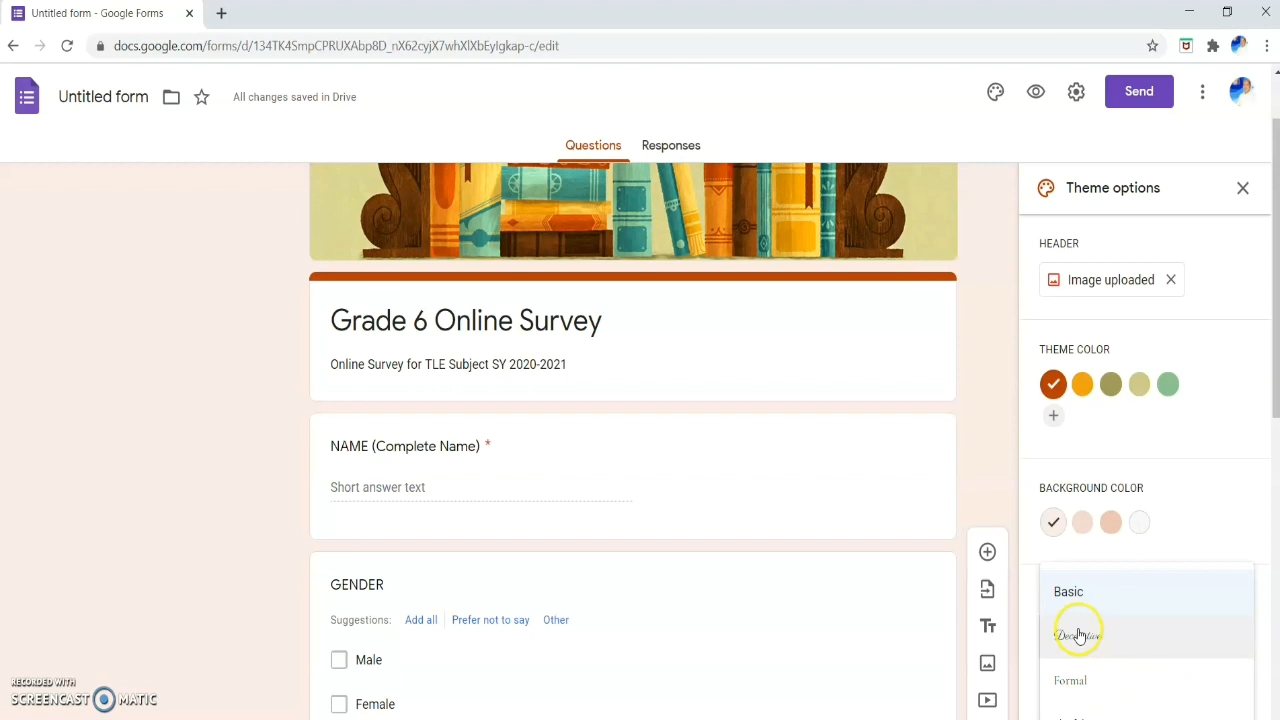 Untitled form - Google Forms
docs.google.com/forms/d/134TK4SmpCPRUXAbp8D_nX62cyjX7whXlXbEyIgkap-c/edit
Untitled form
All changes saved in Drive
Send
Questions
Responses
Theme options
HEADER
Image uploaded
Grade 6 Online Survey
Online Survey for TLE Subject SY 2020-2021
THEME COLOR
NAME (Complete Name) *
Short answer text
BACKGROUND COLOR
GENDER
Suggestions: Add all Prefer not to say Other
Male
Female
Basic
Decorative
Formal
RECORDED WITH
SCREENCAST MATIC